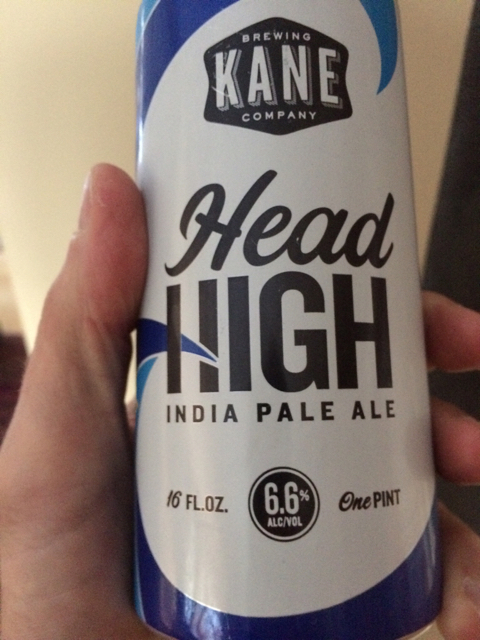 BREWING
KANE
COMPANY
Head
HIGH
INDIA PALE ALE
16 FL.OZ. 6.6% ALC/VOL One PINT